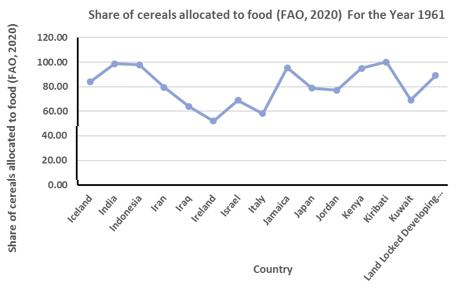 Share of cereals allocated to food (FAO, 2020)  For the Year 1961
Share of cereals allocated to food (FAO, 2020)
120.00
100.00
80.00
60.00
40.00
20.00
0.00
Iceland
India
Indonesia
Iran
Iraq
Ireland
Israel
Italy
Jamaica
Japan
Jordan
Kenya
Kiribati
Kuwait
Land Locked Developing...
Country